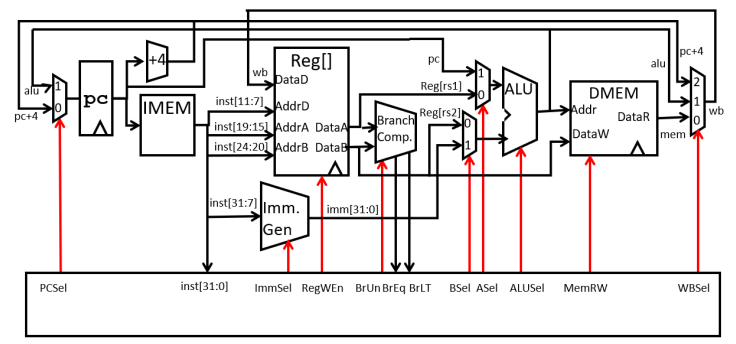 pc+4
wb
alu
pc
alu
+4
Reg[]
wb
DataD
pc
1
0
ALU
DMEM
2
1
0
1
0
pc
pc+4
IMEM
inst[11:7]
AddrD
Reg[rs1]
Addr
wb
inst[19:15]
AddrA
DataA
Branch
Comp.
Reg[rs2]
0
1
DataR
mem
DataW
inst[24:20]
AddrB
DataB
inst[31:7]
Imm.
Gen
imm[31:0]
PCSel
inst[31:0]
ImmSel
RegWEn
BrUn
BrEq
BrLT
BSel
ASel
ALUSel
MemRW
WBSel